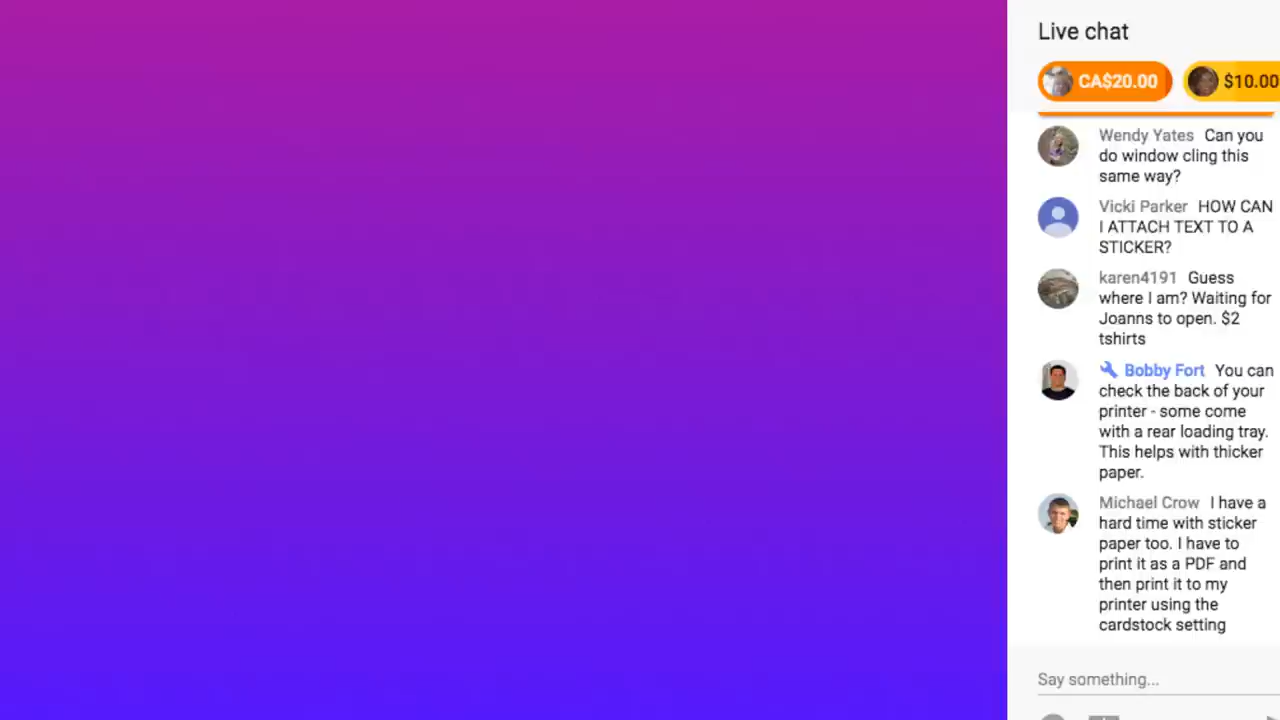 Live chat
CA$20.00 $10.00
Wendy Yates Can you
do window cling this
same way?
Vicki Parker HOW CAN
I ATTACH TEXT TO A
STICKER?
karen4191 Guess
where I am? Waiting for
Joanns to open. $2
tshirts
Bobby Fort You can
check the back of your
printer - some come
with a rear loading tray.
This helps with thicker
paper.
Michael Crow I have a
hard time with sticker
paper too. I have to
print it as a PDF and
then print it to my
printer using the
cardstock setting
Say something...